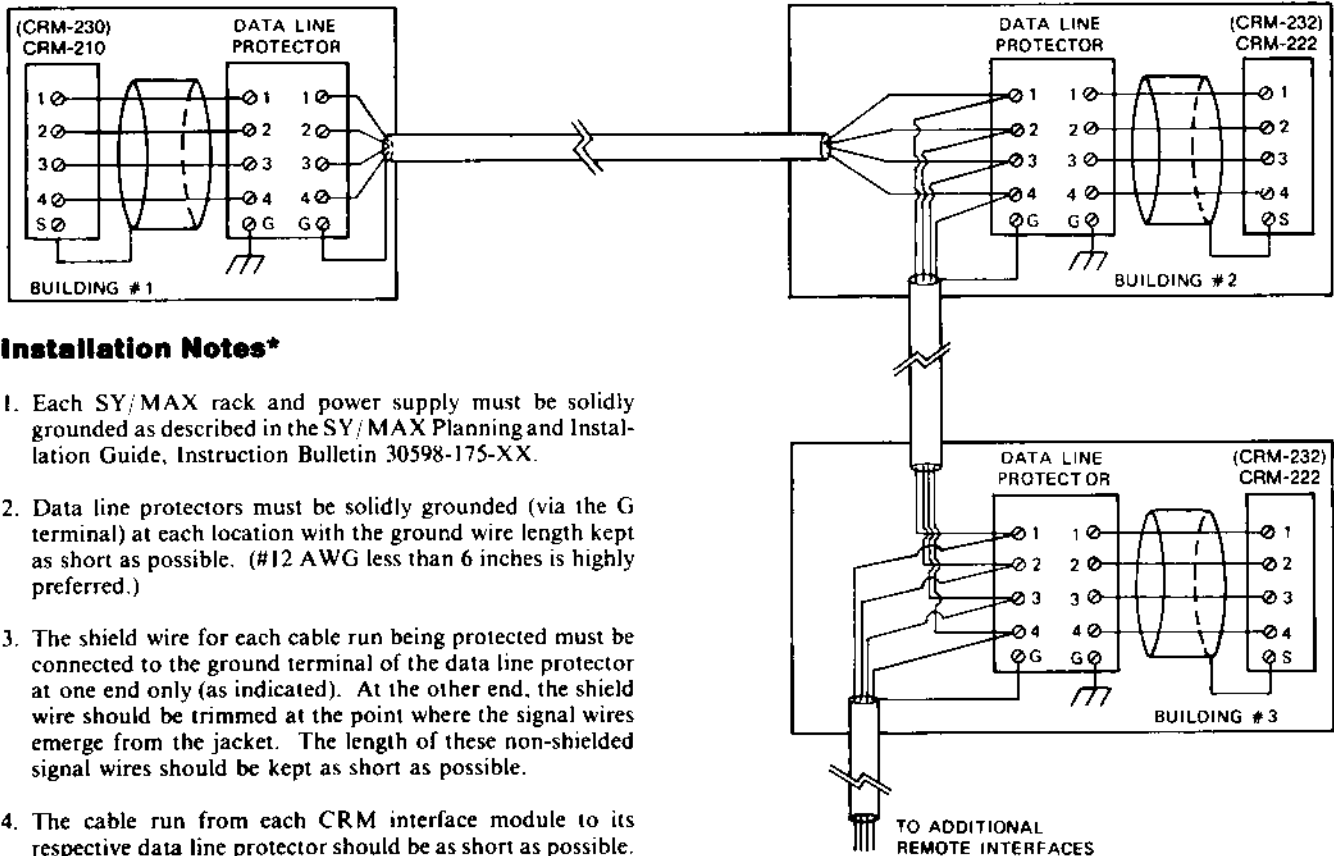 (CRM-230)
CRM-210
DATA LINE
PROTECTOR
1 1 1
2 2 2
3 3 3
4 4 4
S G G
BUILDING #1
DATA LINE
PROTECTOR
(CRM-232)
CRM-222
1 1 1
2 2 2
3 3 3
4 4 4
G G S
BUILDING #2
Installation Notes*
1. Each SY/MAX rack and power supply must be solidly
grounded as described in the SY/MAX Planning and Instal-
lation Guide, Instruction Bulletin 30598-175-XX.
2. Data line protectors must be solidly grounded (via the G
terminal) at each location with the ground wire length kept
as short as possible. (#12 AWG less than 6 inches is highly
preferred.)
3. The shield wire for each cable run being protected must be
connected to the ground terminal of the data line protector
at one end only (as indicated). At the other end, the shield
wire should be trimmed at the point where the signal wires
emerge from the jacket. The length of these non-shielded
signal wires should be kept as short as possible.
4. The cable run from each CRM interface module to its
respective data line protector should be as short as possible.
DATA LINE
PROTECTOR
(CRM-232)
CRM-222
1 1 1
2 2 2
3 3 3
4 4 4
G G S
BUILDING #3
TO ADDITIONAL
REMOTE INTERFACES